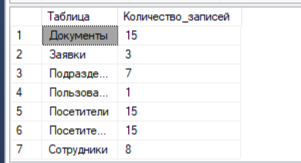 Таблица Количество_записей
1 Документы 15
2 Заявки 3
3 Подразде... 7
4 Пользова... 1
5 Посетители 15
6 Посетите... 15
7 Сотрудники 8